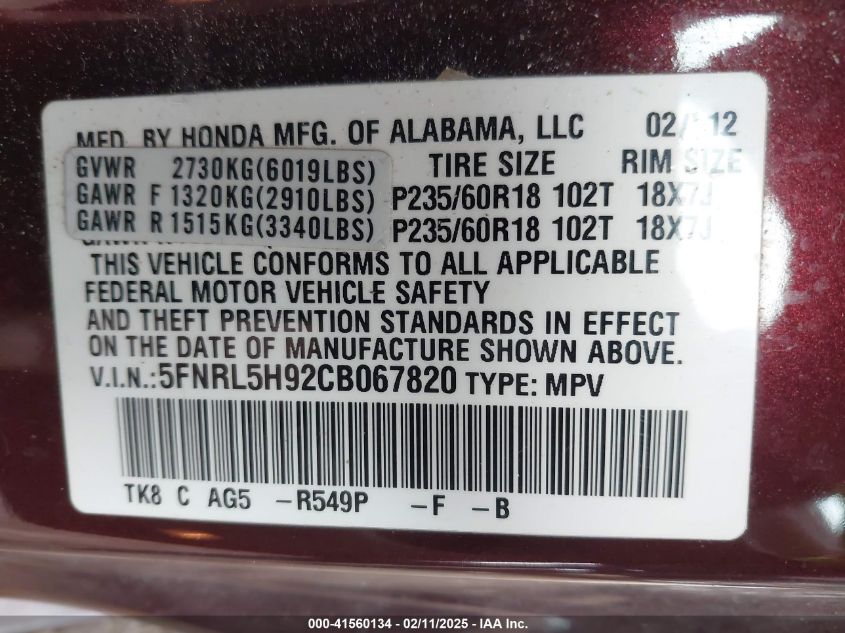 MFD. BY HONDA MFG. OF ALABAMA, LLC 02/ 12
GVWR 2730KG(6019LBS) TIRE SIZE RIM SIZE
GAWR F 1320KG(2910LBS) P235/60R18 102T 18X7J
GAWR R 1515KG(3340LBS) P235/60R18 102T 18X7J
THIS VEHICLE CONFORMS TO ALL APPLICABLE
FEDERAL MOTOR VEHICLE SAFETY
AND THEFT PREVENTION STANDARDS IN EFFECT
ON THE DATE OF MANUFACTURE SHOWN ABOVE.
V.I.N.:5FNRL5H92CB067820 TYPE: MPV
TK8 C AG5 -R549P -F -B
000-41560134 - 02/11/2025 - IAA Inc.